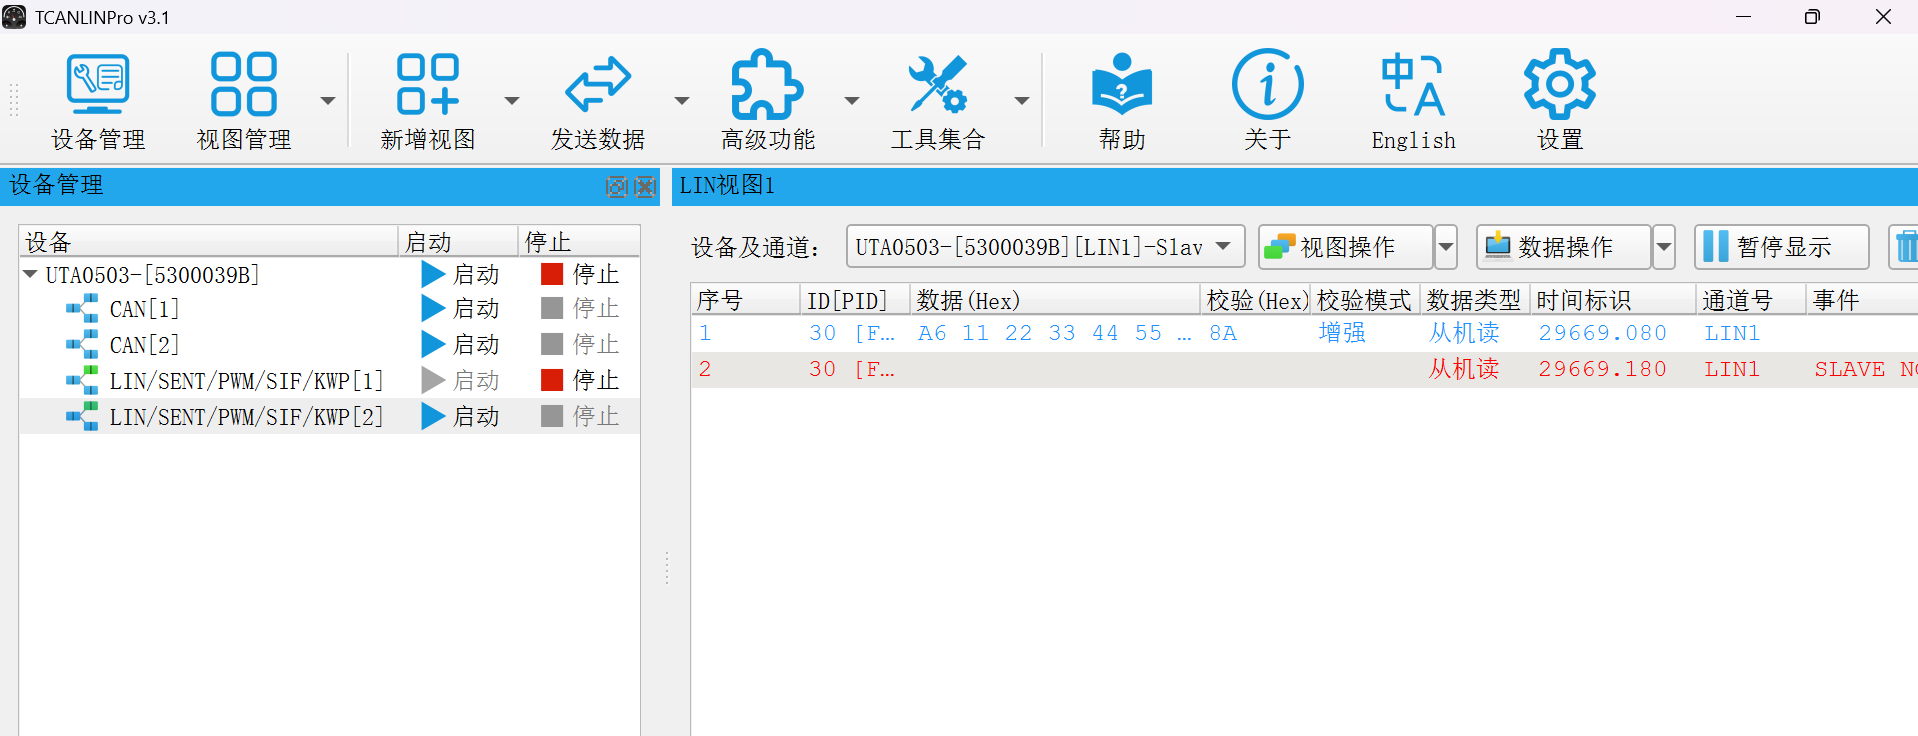 TCANLINPro v3.1
设备管理 视图管理 新增视图 发送数据 高级功能 工具集合 帮助 关于 English 设置
设备管理
LIN视图1
设备及通道: UTA0503-[5300039B][LIN1]-Slav 视图操作 数据操作 暂停显示
设备 启动 停止
UTA0503-[5300039B] 启动 停止
CAN[1] 启动 停止
CAN[2] 启动 停止
LIN/SENT/PWM/SIF/KWP[1] 启动 停止
LIN/SENT/PWM/SIF/KWP[2] 启动 停止
序号 ID[PID] 数据(Hex) 校验(Hex) 校验模式 数据类型 时间标识 通道号 事件
1 30 [F... A6 11 22 33 44 55 ... 8A 增强 从机读 29669.080 LIN1
2 30 [F... 从机读 29669.180 LIN1 SLAVE